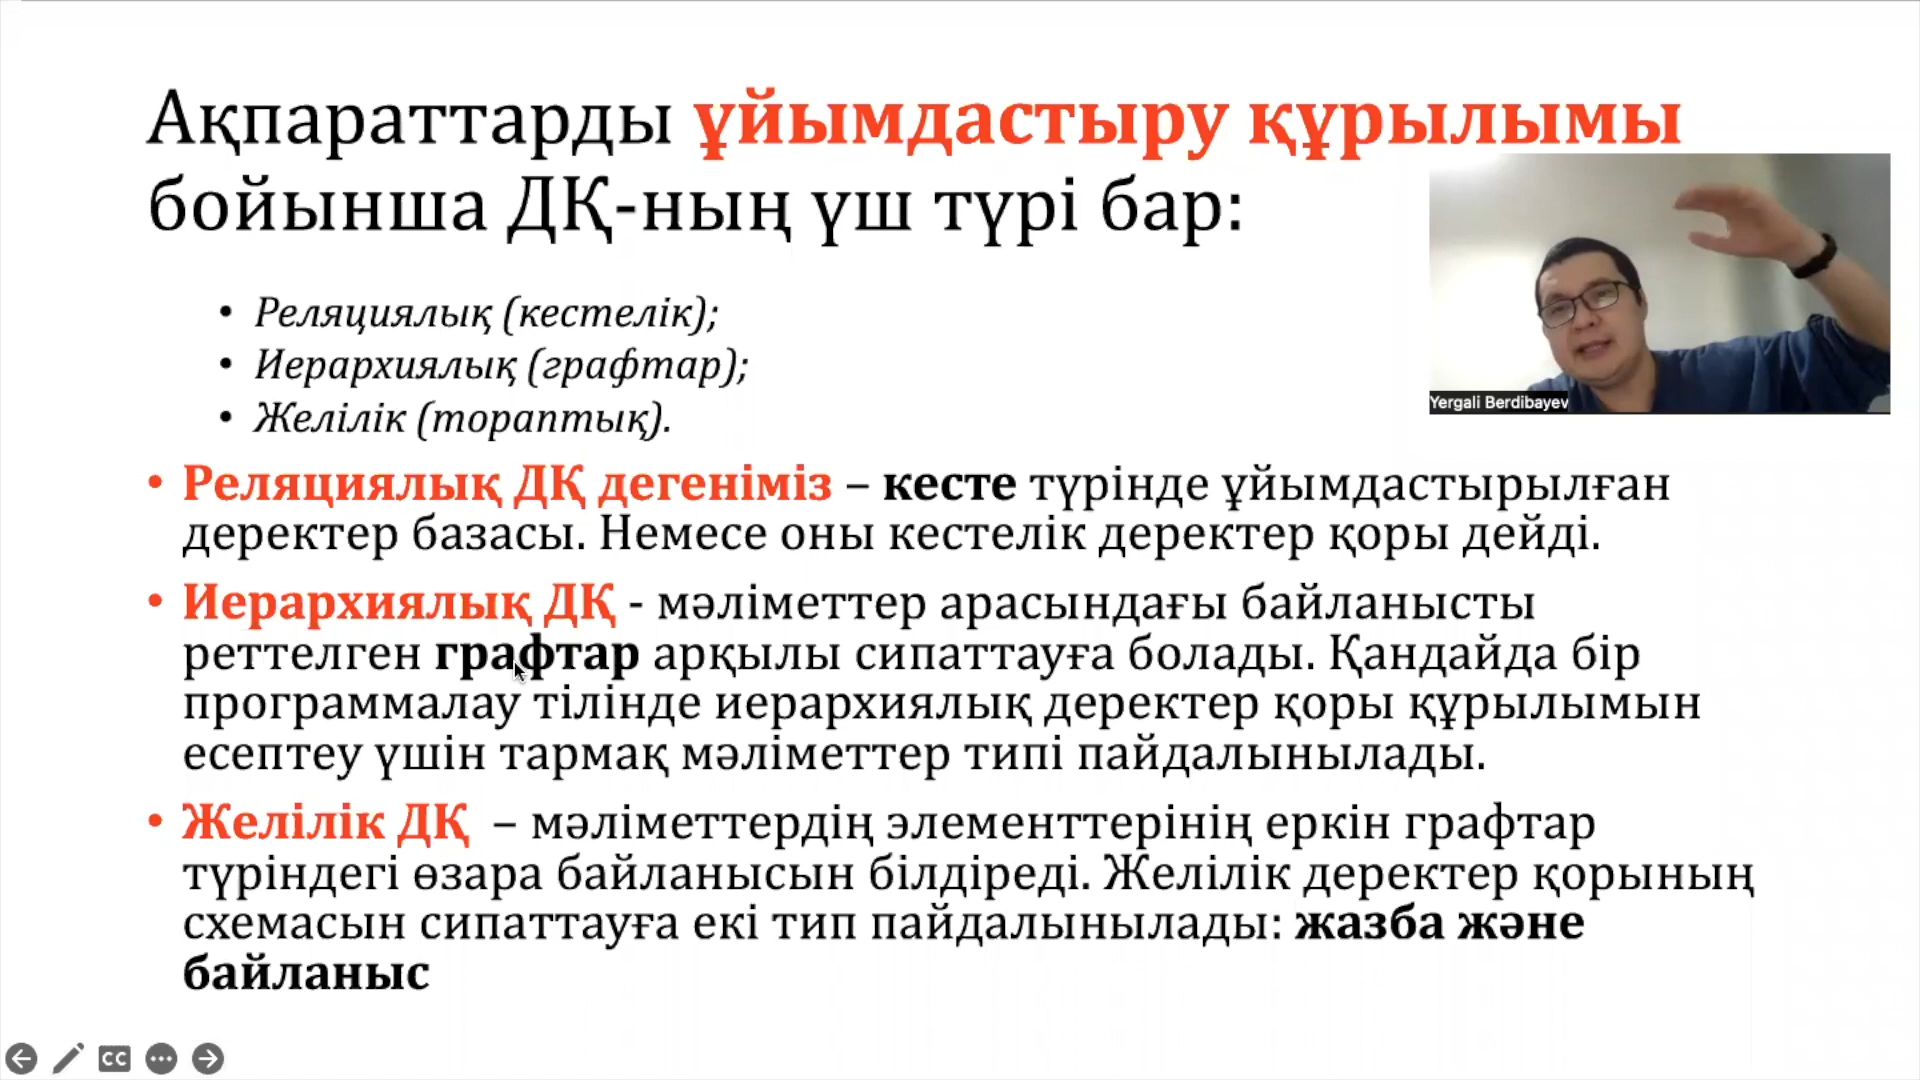 Ақпараттарды ұйымдастыру құрылымы
бойынша ДҚ-ның үш түрі бар:
Yergali Berdibayev
• Реляциялық (кестелік);
• Иерархиялық (графтар);
• Желілік (тораптық).
• Реляциялық ДҚ дегеніміз – кесте түрінде ұйымдастырылған
деректер базасы. Немесе оны кестелік деректер қоры дейді.
• Иерархиялық ДҚ - мәліметтер арасындағы байланысты
реттелген графтар арқылы сипаттауға болады. Қандайда бір
программалау тілінде иерархиялық деректер қоры құрылымын
есептеу үшін тармақ мәліметтер типі пайдалынылады.
• Желілік ДҚ – мәліметтердің элементтерінің еркін графтар
түріндегі өзара байланысын білдіреді. Желілік деректер қорының
схемасын сипаттауға екі тип пайдалынылады: жазба және
байланыс
CC